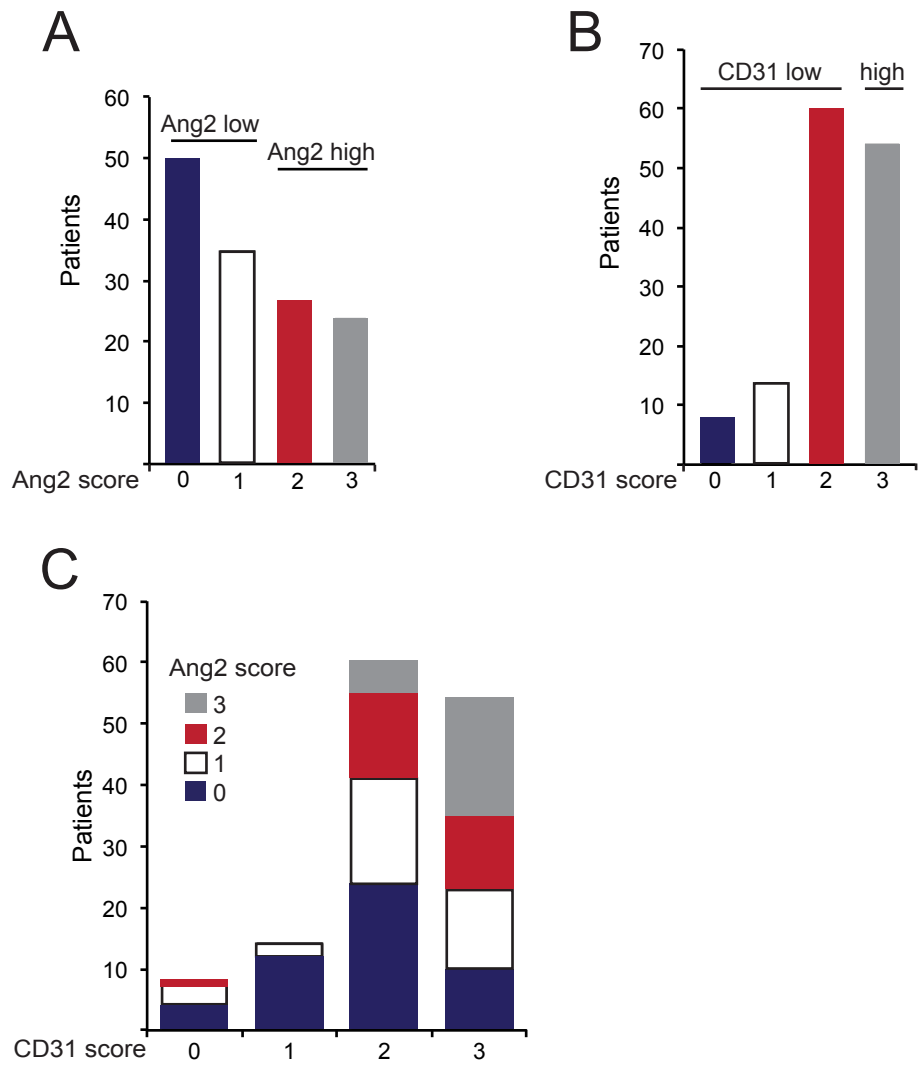 A
60
50
40
30
20
10
Patients
Ang2 low
Ang2 high
Ang2 score 0 1 2 3
B
70
60
50
40
30
20
10
Patients
CD31 low high
CD31 score 0 1 2 3
C
70
60
50
40
30
20
10
Patients
Ang2 score
3
2
1
0
CD31 score 0 1 2 3